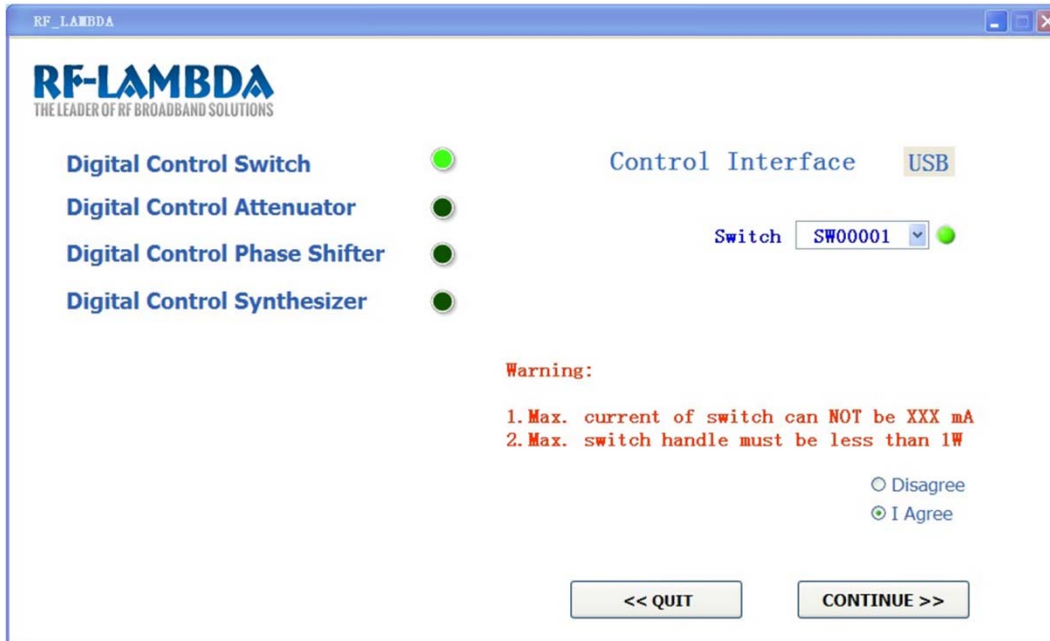 RF_LAMBDA
RF-LAMBDA
THE LEADER OF RF BROADBAND SOLUTIONS
Digital Control Switch
Digital Control Attenuator
Digital Control Phase Shifter
Digital Control Synthesizer
Control Interface USB
Switch SW00001
Warning:
1.Max. current of switch can NOT be XXX mA
2.Max. switch handle must be less than 1W
Disagree
I Agree
<< QUIT
CONTINUE >>